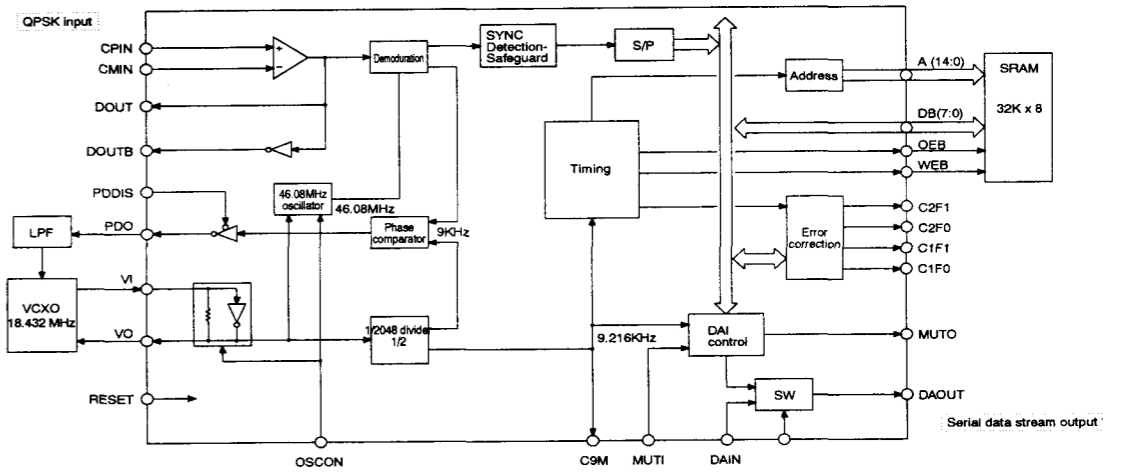 QPSK input
CPIN
CMIN
DOUT
DOUTB
PDDIS
PDO
LPF
VCXO
18.432 MHz
VI
VO
RESET
Demoduration
SYNC
Detection-
Safeguard
S/P
Address
A (14:0)
SRAM
32K x 8
DB(7:0)
OEB
WEB
Timing
46.08MHz
oscillator
46.08MHz
Phase
comparator
9KHz
Error
correction
C2F1
C2F0
C1F1
C1F0
1/2048 divider
1/2
9.216KHz
DAI
control
MUTO
SW
DAOUT
Serial data stream output
OSCON
C9M
MUTI
DAIN